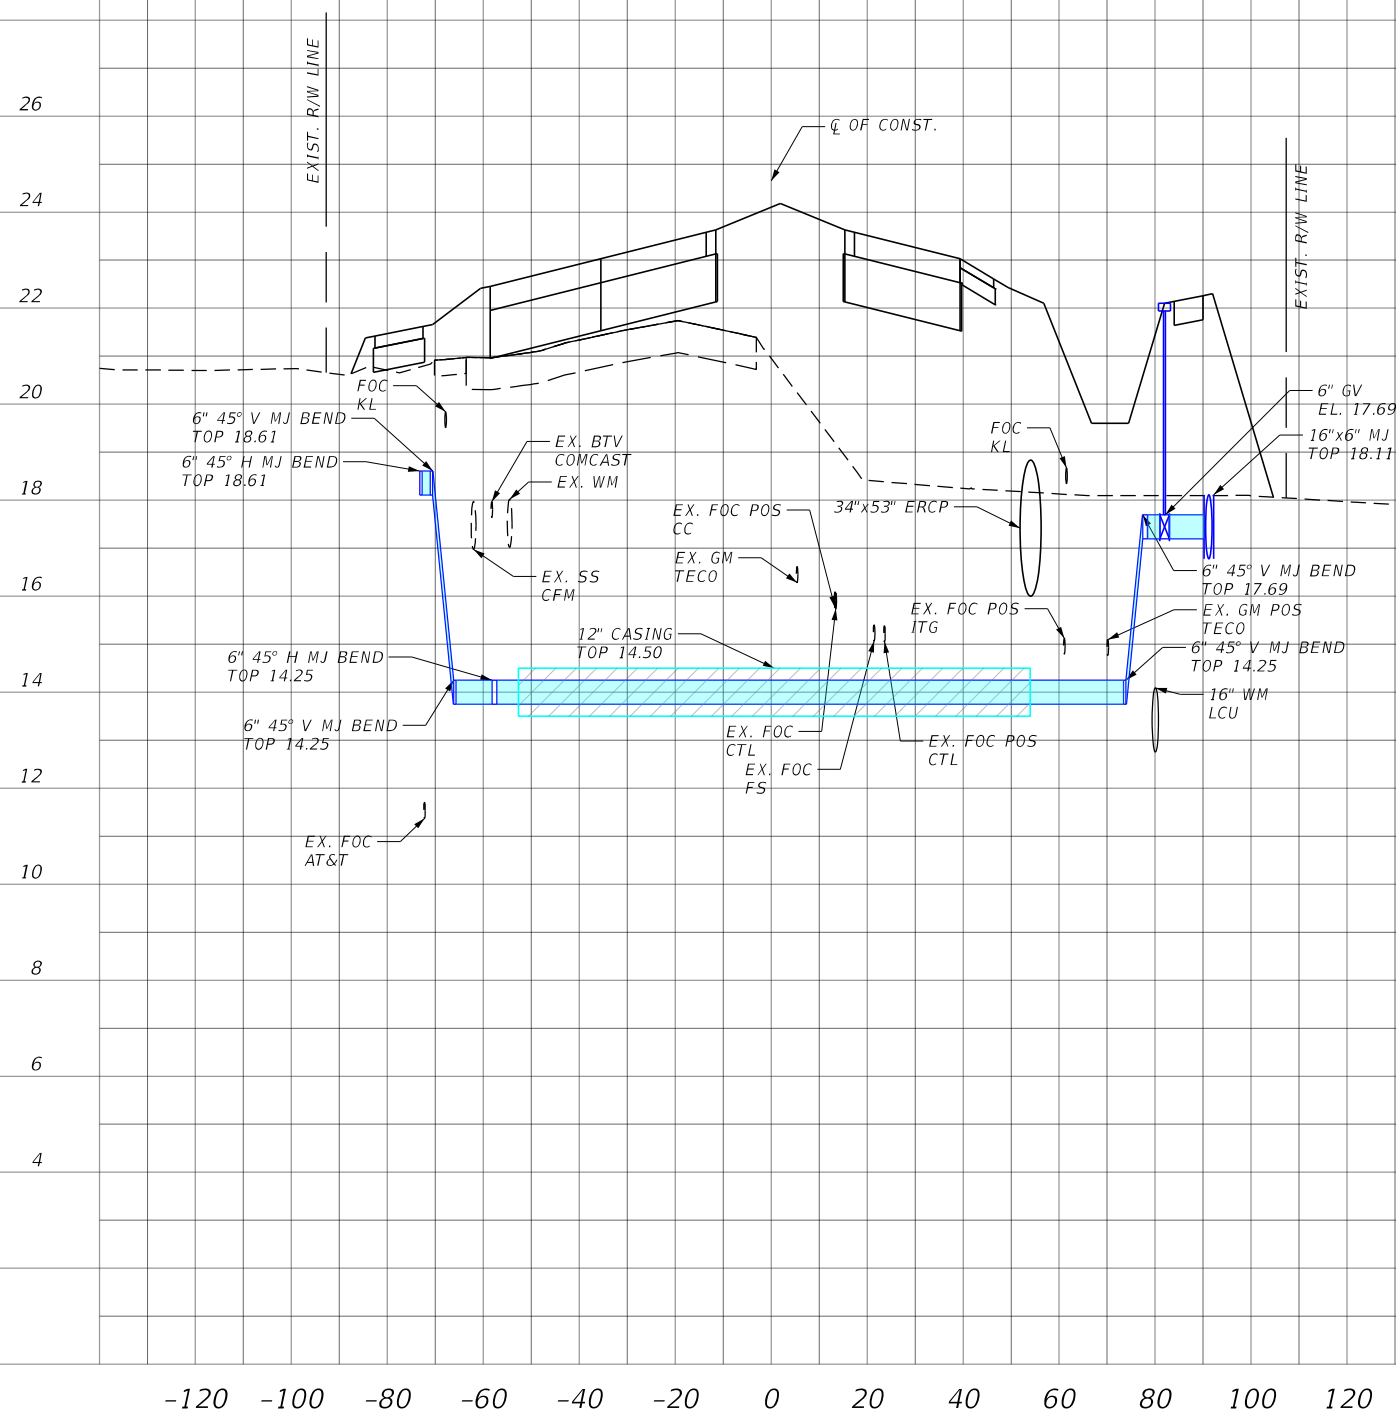 EXIST. R/W LINE
26
℄ OF CONST.
EXIST. R/W LINE
24
22
20
FOC
KL
6" 45° V MJ BEND
TOP 18.61
6" 45° H MJ BEND
TOP 18.61
EX. BTV
COMCAST
EX. WM
FOC
KL
6" GV
EL. 17.69
16"x6" MJ
TOP 18.11
18
EX. FOC POS
CC
34"x53" ERCP
EX. GM
TECO
16
EX. SS
CFM
6" 45° V MJ BEND
TOP 17.69
EX. FOC POS
ITG
EX. GM POS
TECO
12" CASING
TOP 14.50
6" 45° H MJ BEND
TOP 14.25
6" 45° V MJ BEND
TOP 14.25
14
16" WM
LCU
6" 45° V MJ BEND
TOP 14.25
EX. FOC
CTL
EX. FOC POS
CTL
EX. FOC
FS
12
EX. FOC
AT&T
10
8
6
4
-120 -100 -80 -60 -40 -20 0 20 40 60 80 100 120